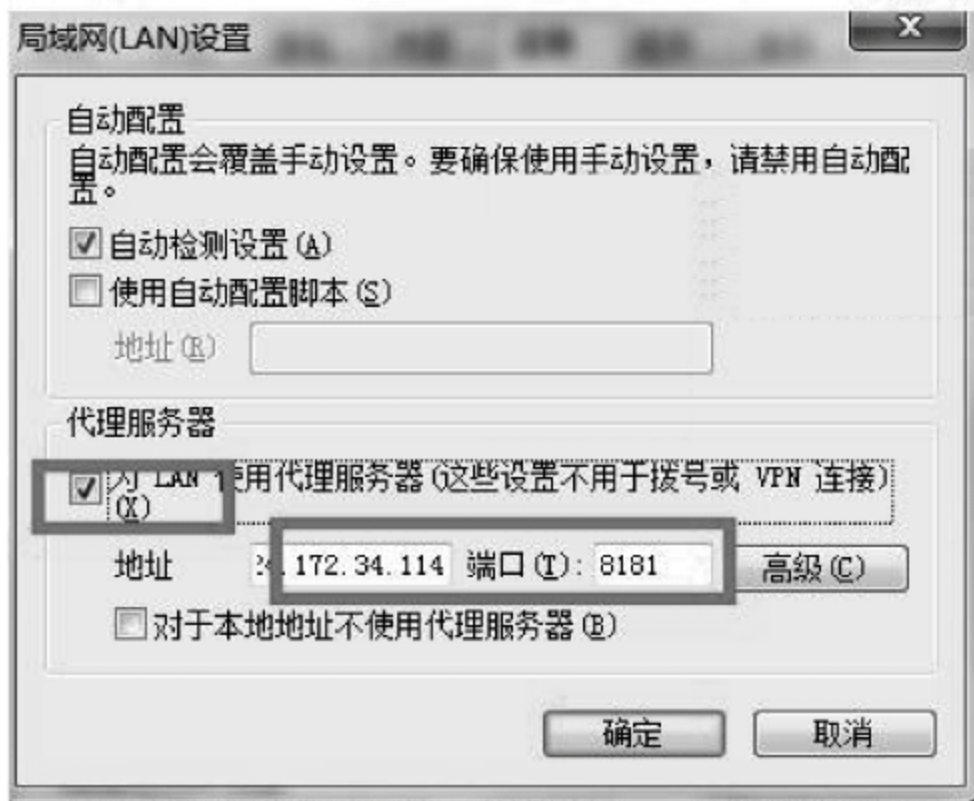 局域网(LAN)设置
自动配置
自动配置会覆盖手动设置。要确保使用手动设置，请禁用自动配
置。
自动检测设置(A)
使用自动配置脚本(S)
地址(R)
代理服务器
对 LAN 使用代理服务器(这些设置不用于拨号或 VPN 连接)
(X)
地址 .172.34.114 端口(T): 8181 高级(C)
对于本地地址不使用代理服务器(B)
确定 取消